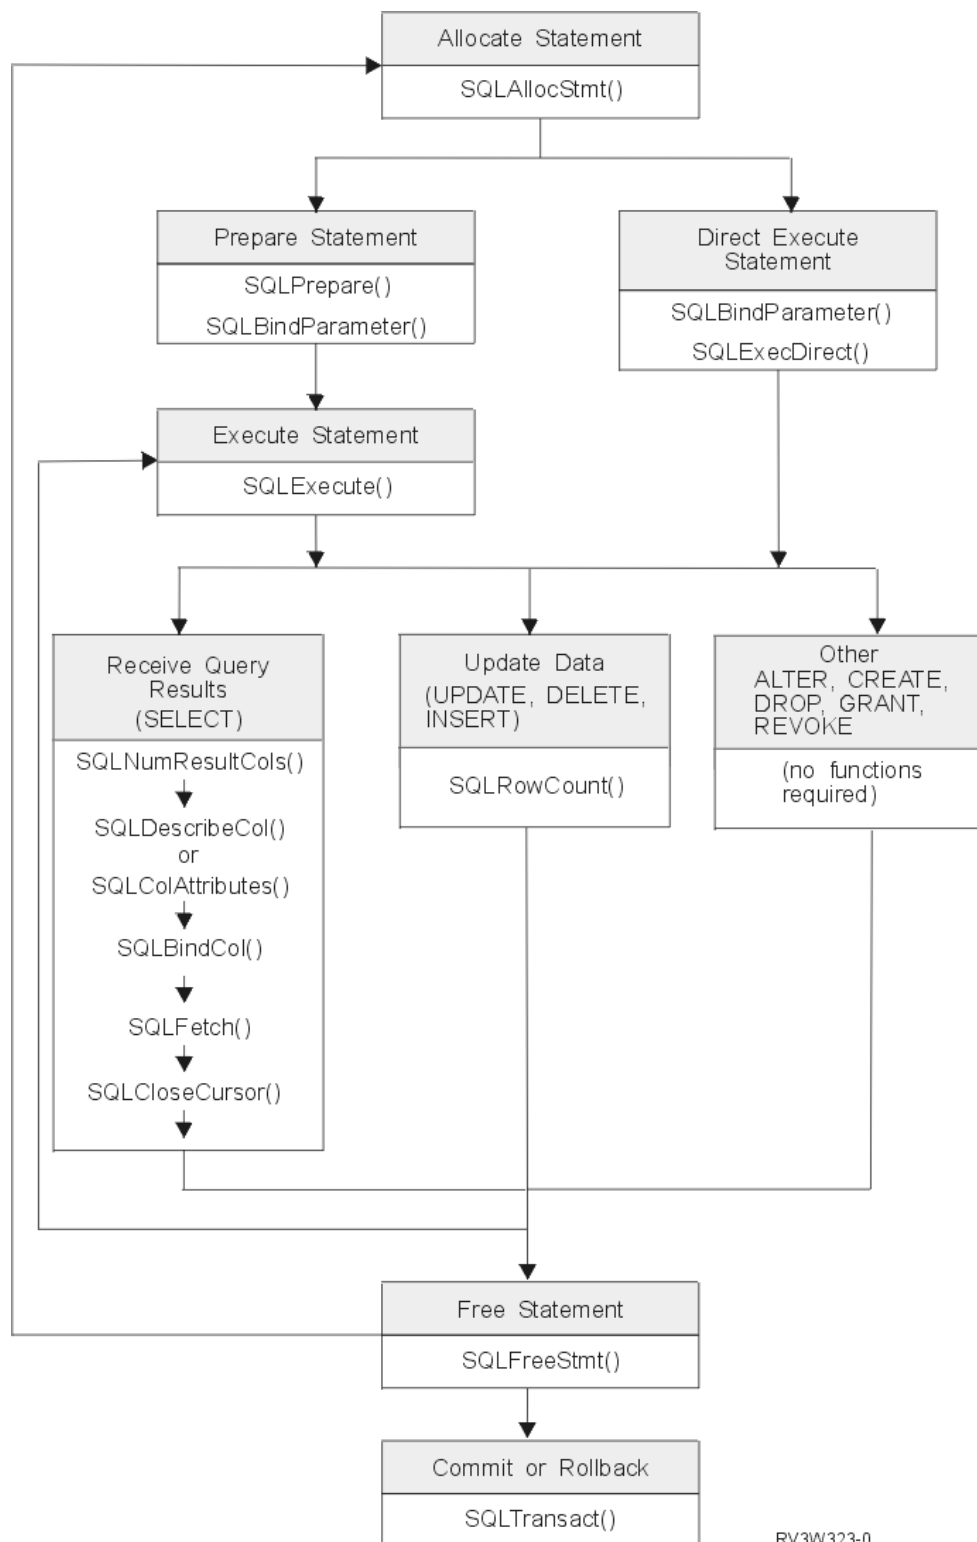 Allocate Statement
SQLAllocStmt()
Prepare Statement
SQLPrepare()
SQLBindParameter()
Direct Execute
Statement
SQLBindParameter()
SQLExecDirect()
Execute Statement
SQLExecute()
Receive Query
Results
(SELECT)
SQLNumResultCols()
SQLDescribeCol()
or
SQLColAttributes()
SQLBindCol()
SQLFetch()
SQLCloseCursor()
Update Data
(UPDATE, DELETE,
INSERT)
SQLRowCount()
Other
ALTER, CREATE,
DROP, GRANT,
REVOKE
(no functions
required)
Free Statement
SQLFreeStmt()
Commit or Rollback
SQLTransact()
RV3W323-0